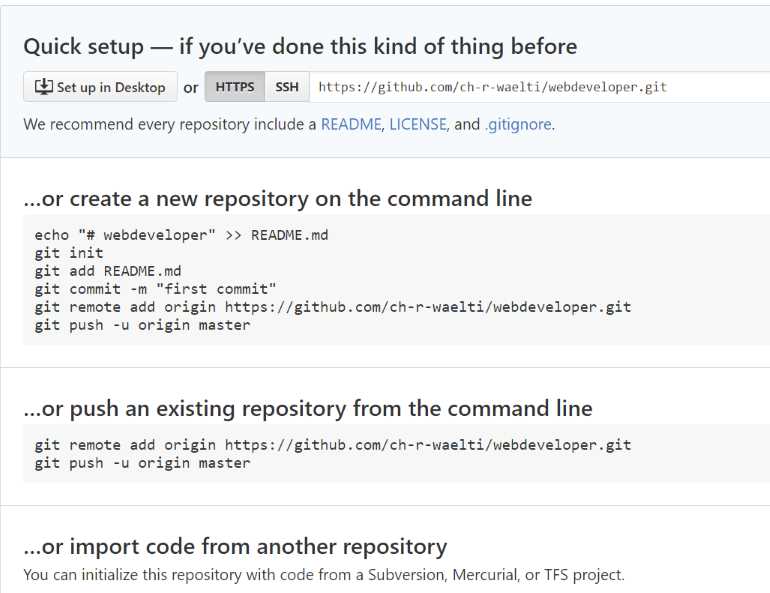 Quick setup — if you’ve done this kind of thing before
Set up in Desktop or HTTPS SSH https://github.com/ch-r-waelti/webdeveloper.git
We recommend every repository include a README, LICENSE, and .gitignore.
…or create a new repository on the command line
echo "# webdeveloper" >> README.md
git init
git add README.md
git commit -m "first commit"
git remote add origin https://github.com/ch-r-waelti/webdeveloper.git
git push -u origin master
…or push an existing repository from the command line
git remote add origin https://github.com/ch-r-waelti/webdeveloper.git
git push -u origin master
…or import code from another repository
You can initialize this repository with code from a Subversion, Mercurial, or TFS project.